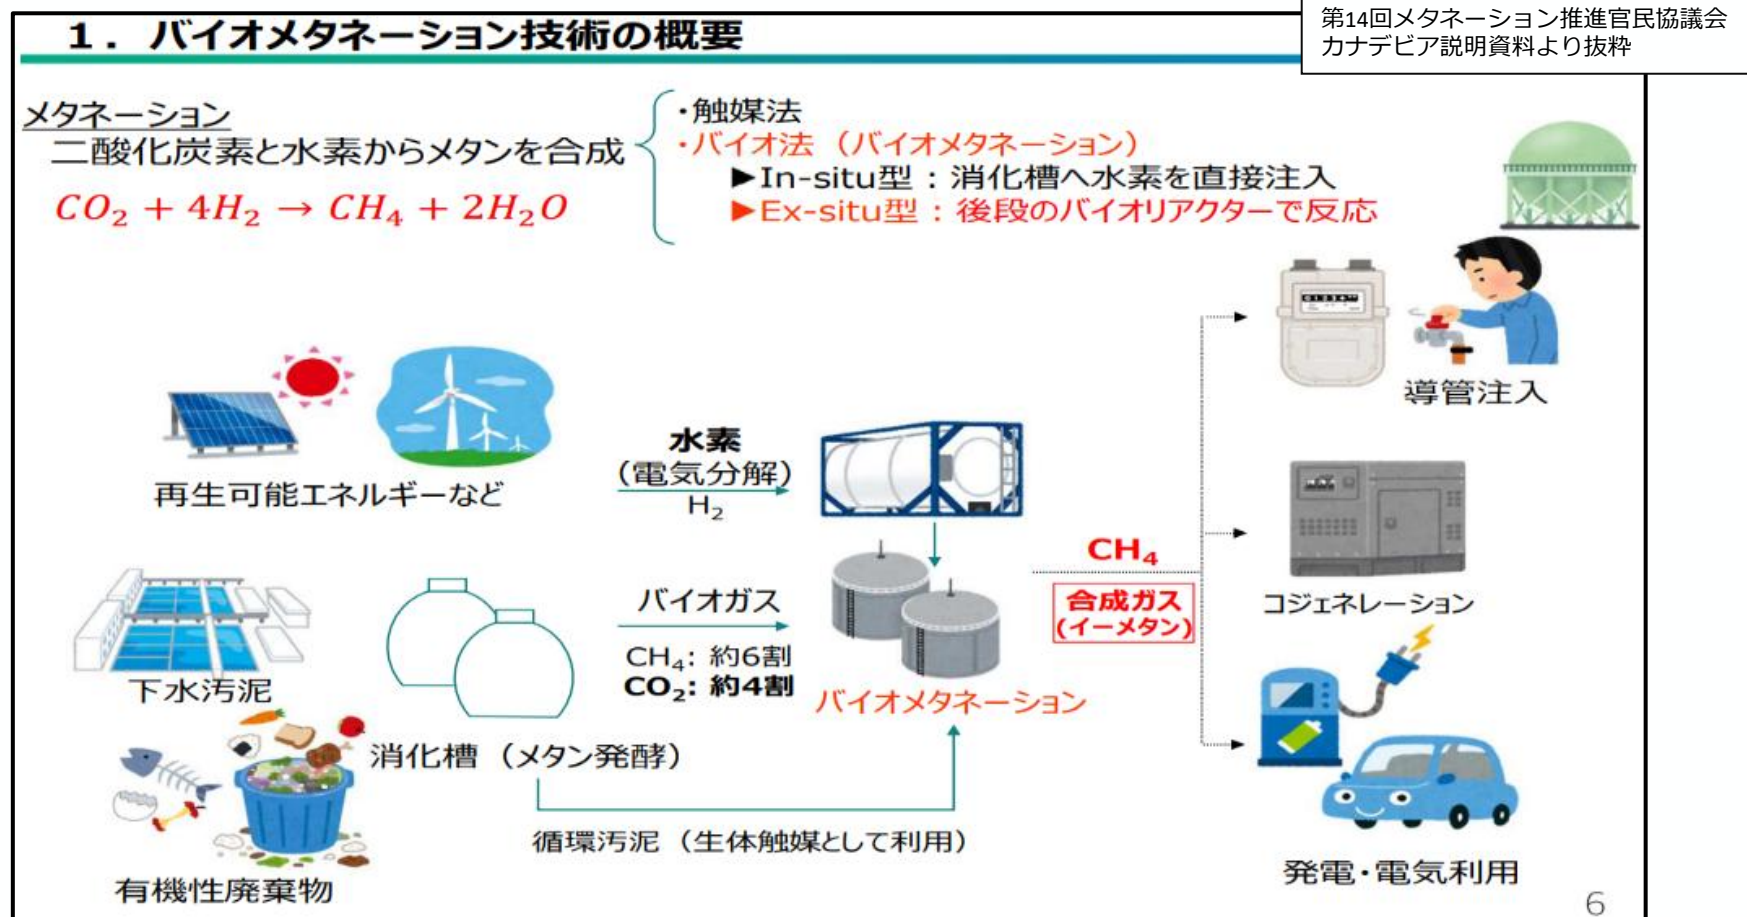 第14回メタネーション推進官民協議会
カナデビア説明資料より抜粋
1．バイオメタネーション技術の概要
メタネーション
二酸化炭素と水素からメタンを合成
CO₂ + 4H₂ → CH₄ + 2H₂O
・触媒法
・バイオ法（バイオメタネーション）
▶In-situ型：消化槽へ水素を直接注入
▶Ex-situ型：後段のバイオリアクターで反応
再生可能エネルギーなど
水素
（電気分解）
H₂
下水汚泥
有機性廃棄物
消化槽（メタン発酵）
バイオガス
CH₄: 約6割
CO₂: 約4割
バイオメタネーション
循環汚泥（生体触媒として利用）
CH₄
合成ガス
(イーメタン)
導管注入
コジェネレーション
発電・電気利用
6